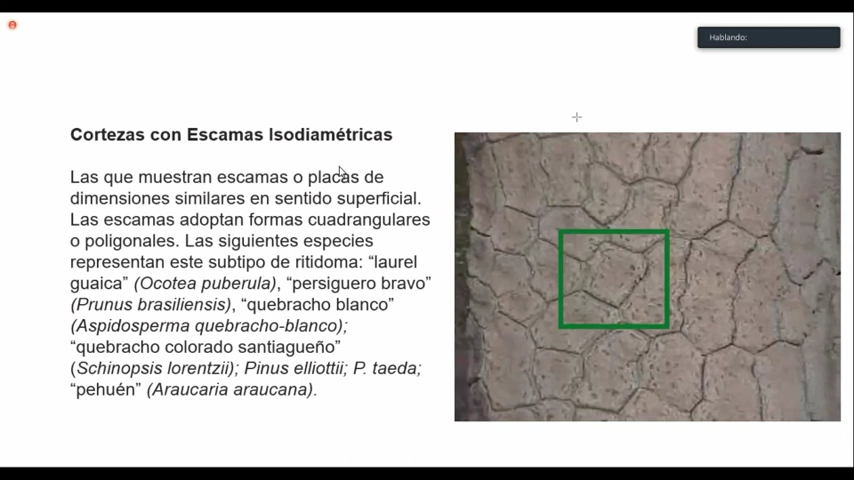 Hablando:
Cortezas con Escamas Isodiamétricas
Las que muestran escamas o placas de
dimensiones similares en sentido superficial.
Las escamas adoptan formas cuadrangulares
o poligonales. Las siguientes especies
representan este subtipo de ritidoma: “laurel
guaica” (Ocotea puberula), “persiguero bravo”
(Prunus brasiliensis), “quebracho blanco”
(Aspidosperma quebracho-blanco);
“quebracho colorado santiagueño”
(Schinopsis lorentzii); Pinus elliottii; P. taeda;
“pehuén” (Araucaria araucana).